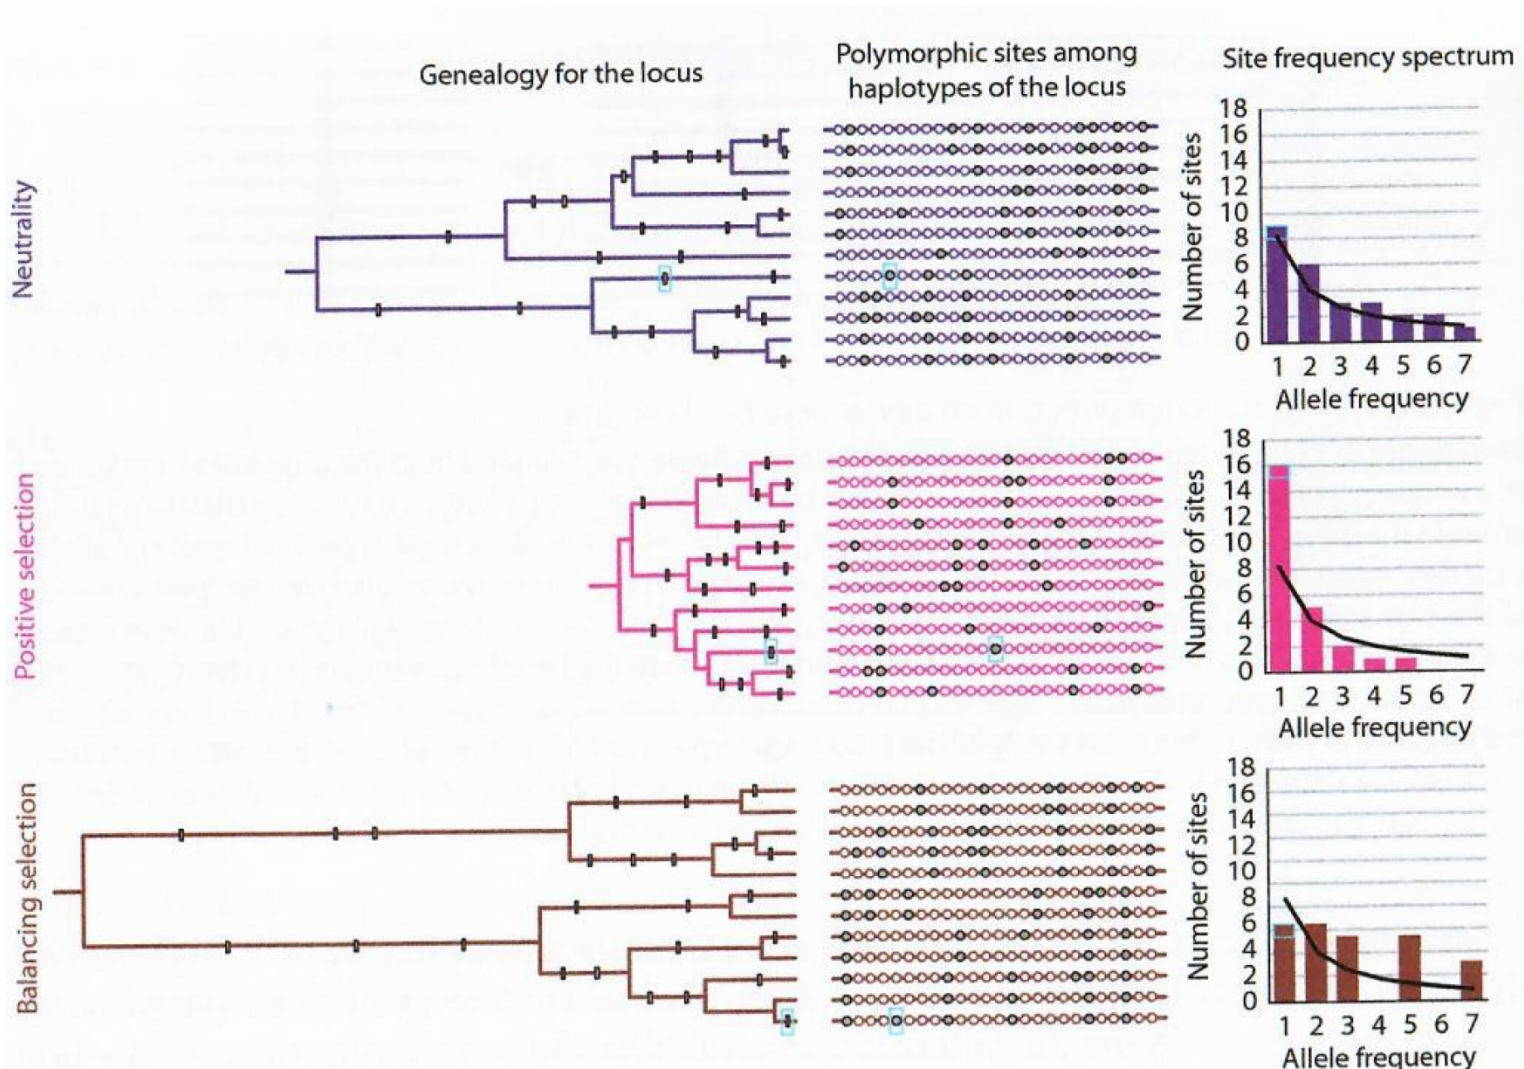 Genealogy for the locus
Polymorphic sites among
haplotypes of the locus
Site frequency spectrum
Neutrality
Number of sites
18
16
14
12
10
8
6
4
2
0
1 2 3 4 5 6 7
Allele frequency
Positive selection
Number of sites
18
16
14
12
10
8
6
4
2
0
1 2 3 4 5 6 7
Allele frequency
Balancing selection
Number of sites
18
16
14
12
10
8
6
4
2
0
1 2 3 4 5 6 7
Allele frequency